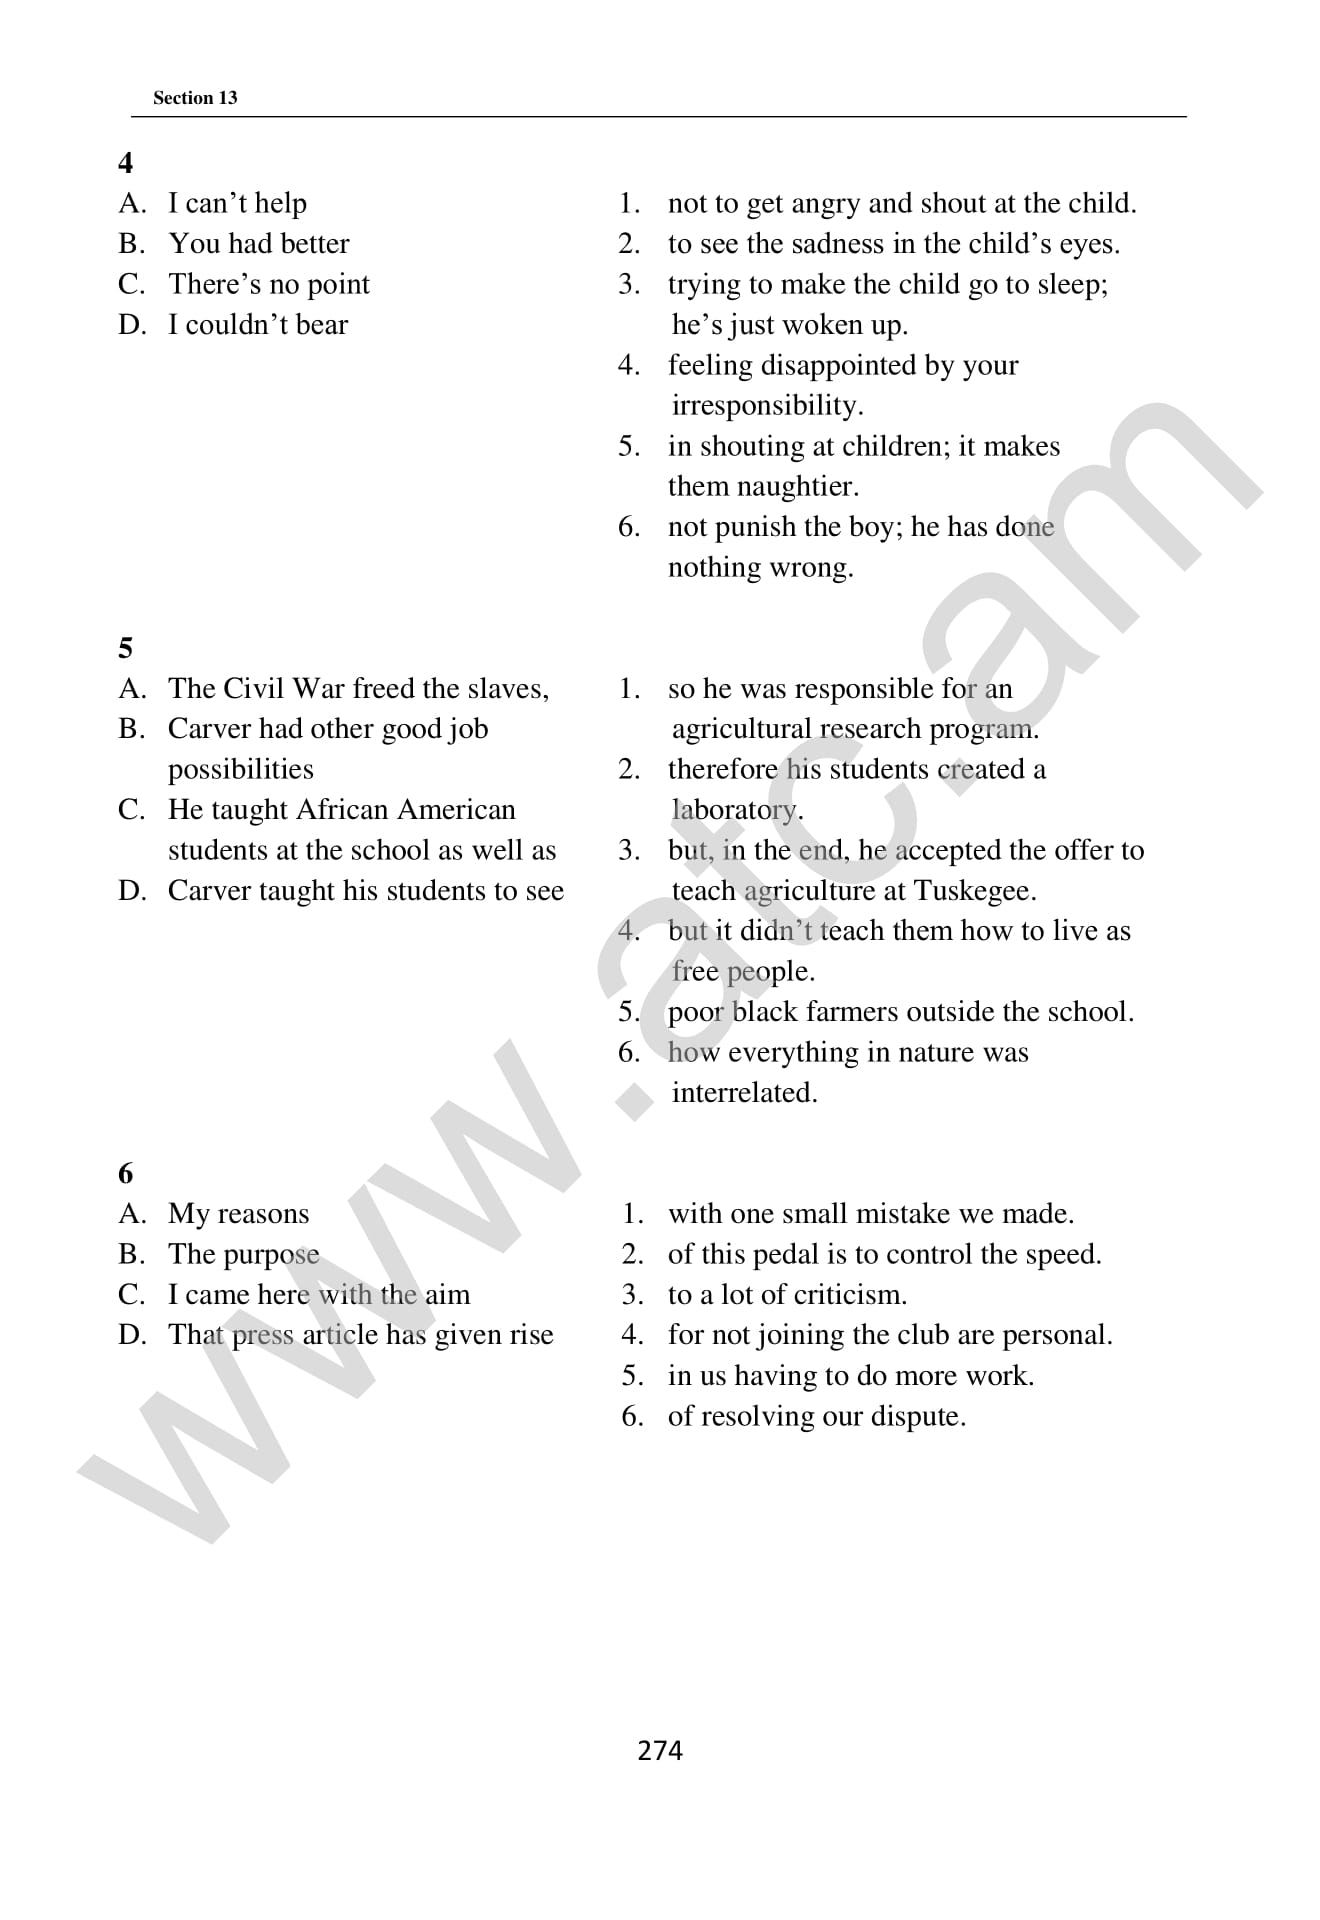 Section 13
4
A. I can’t help
B. You had better
C. There’s no point
D. I couldn’t bear
1. not to get angry and shout at the child.
2. to see the sadness in the child’s eyes.
3. trying to make the child go to sleep;
he’s just woken up.
4. feeling disappointed by your
irresponsibility.
5. in shouting at children; it makes
them naughtier.
6. not punish the boy; he has done
nothing wrong.
5
A. The Civil War freed the slaves,
B. Carver had other good job
possibilities
C. He taught African American
students at the school as well as
D. Carver taught his students to see
1. so he was responsible for an
agricultural research program.
2. therefore his students created a
laboratory.
3. but, in the end, he accepted the offer to
teach agriculture at Tuskegee.
4. but it didn’t teach them how to live as
free people.
5. poor black farmers outside the school.
6. how everything in nature was
interrelated.
6
A. My reasons
B. The purpose
C. I came here with the aim
D. That press article has given rise
1. with one small mistake we made.
2. of this pedal is to control the speed.
3. to a lot of criticism.
4. for not joining the club are personal.
5. in us having to do more work.
6. of resolving our dispute.
www.atc.am
274